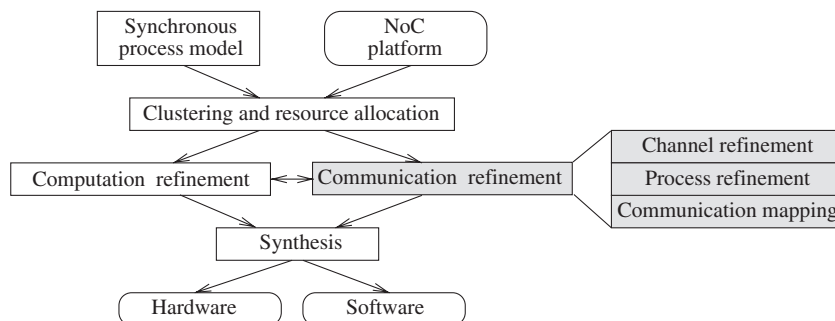 Synchronous
process model
NoC
platform
Clustering and resource allocation
Computation refinement
Communication refinement
Channel refinement
Process refinement
Communication mapping
Synthesis
Hardware
Software